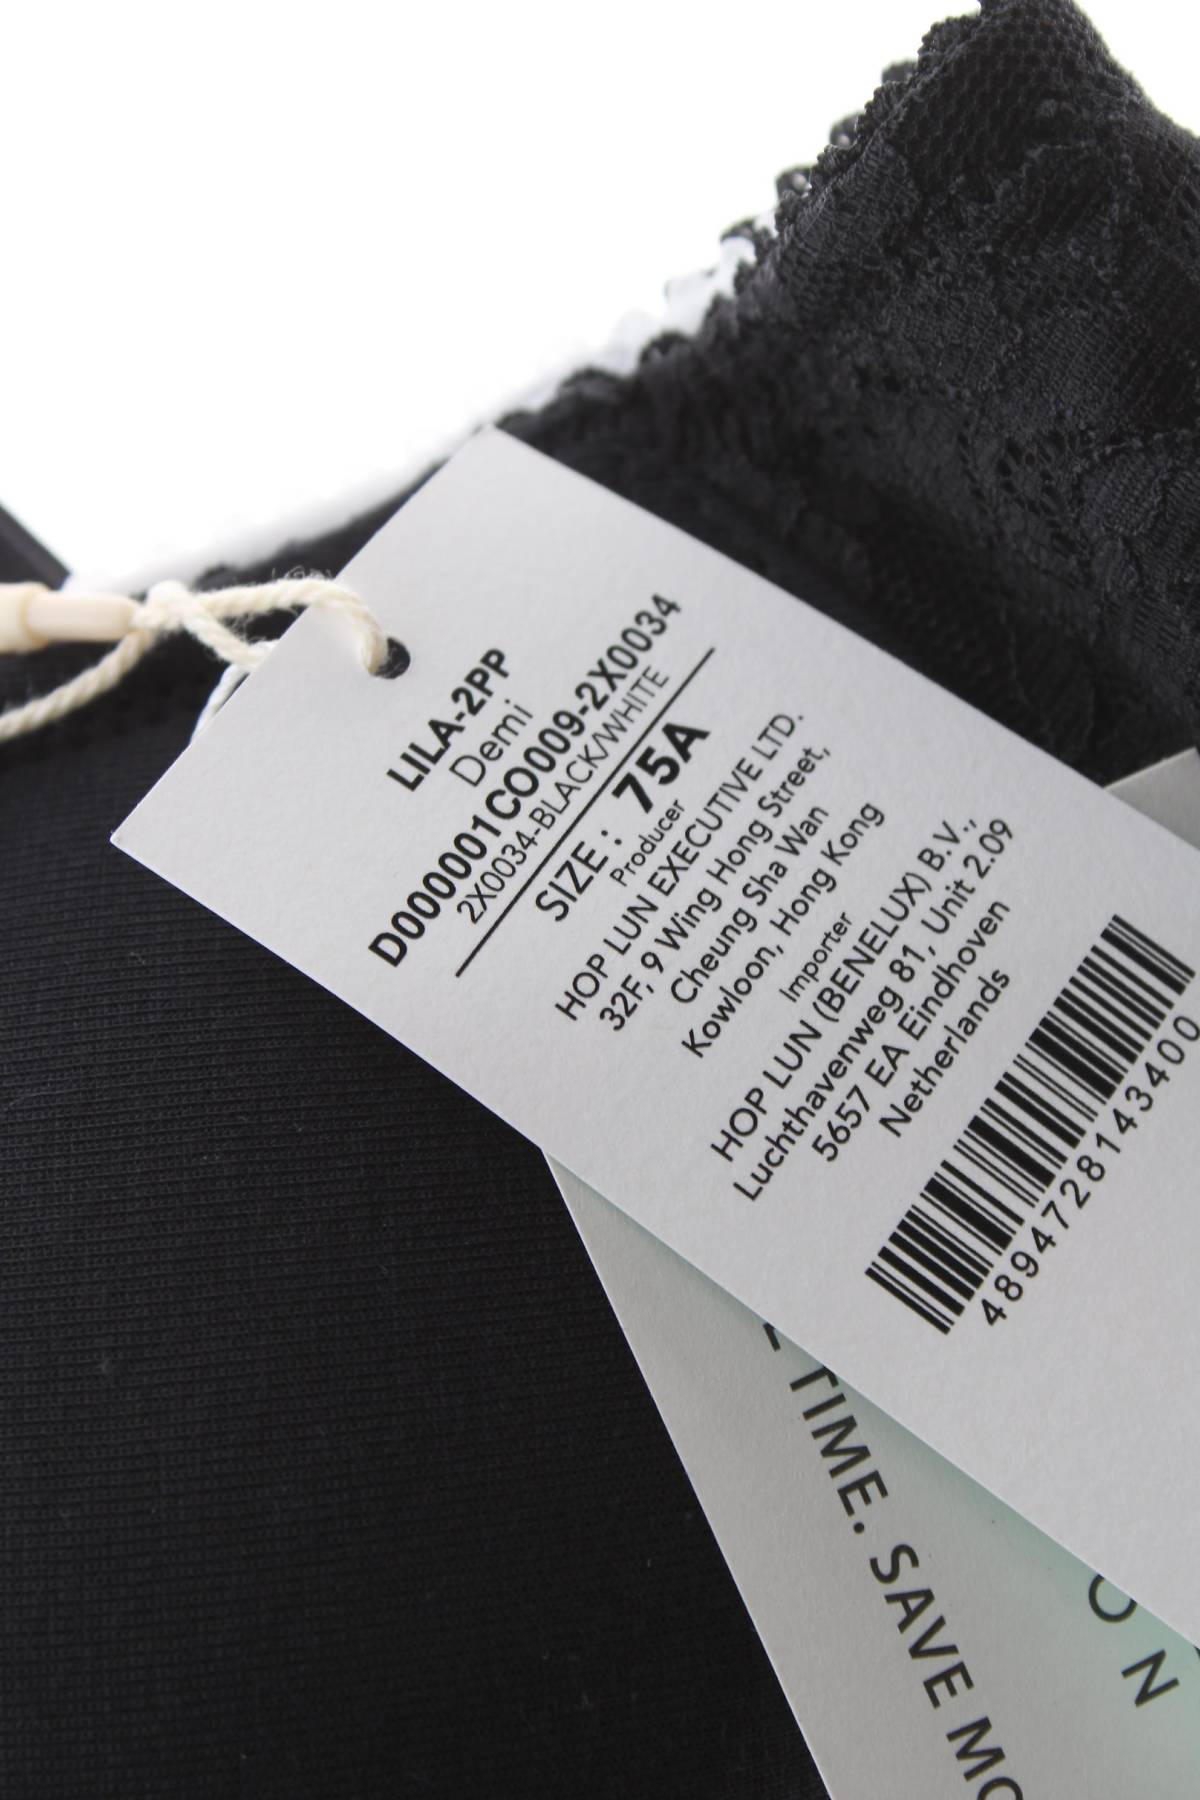 LILA-2PP
Demi
D000001CO009-2X0034
2X0034-BLACK/WHITE
SIZE : 75A
Producer
HOP LUN EXECUTIVE LTD.
32F, 9 Wing Hong Street,
Cheung Sha Wan
Kowloon, Hong Kong
Importer
HOP LUN (BENELUX) B.V.,
Luchthavenweg 81, Unit 2.09
5657 EA Eindhoven
Netherlands
4894728143400
TIME. SAVE
ON